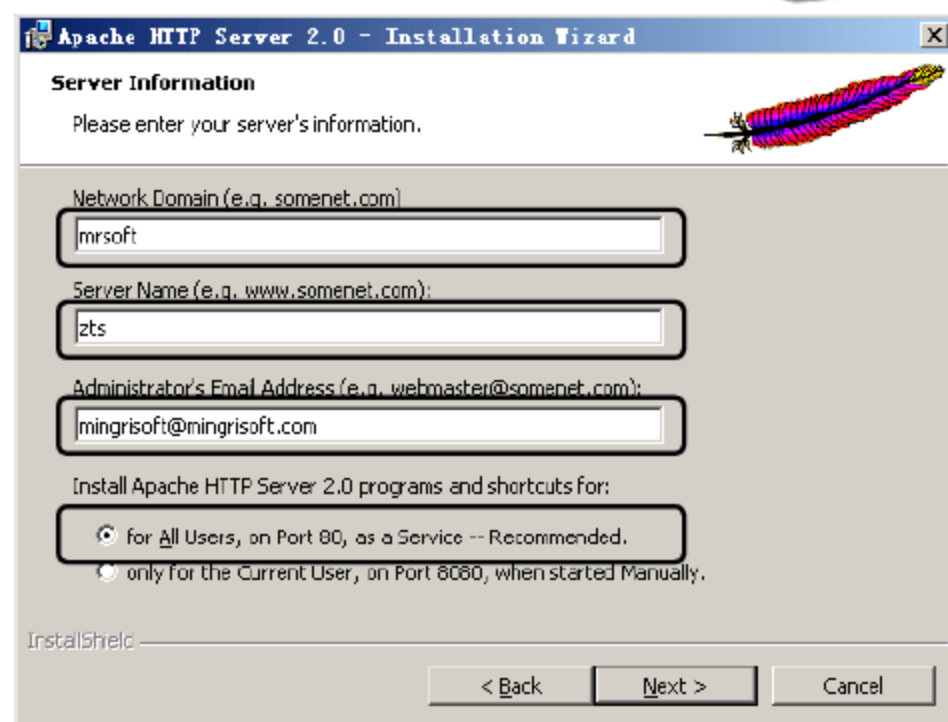 Apache HTTP Server 2.0 - Installation Wizard
Server Information
Please enter your server's information.
Network Domain (e.g. somenet.com)
mrsoft
Server Name (e.g. www.somenet.com):
zts
Administrator's Email Address (e.g. webmaster@somenet.com):
mingrisoft@mingrisoft.com
Install Apache HTTP Server 2.0 programs and shortcuts for:
for All Users, on Port 80, as a Service -- Recommended.
only for the Current User, on Port 8080, when started Manually.
InstallShield
< Back Next > Cancel